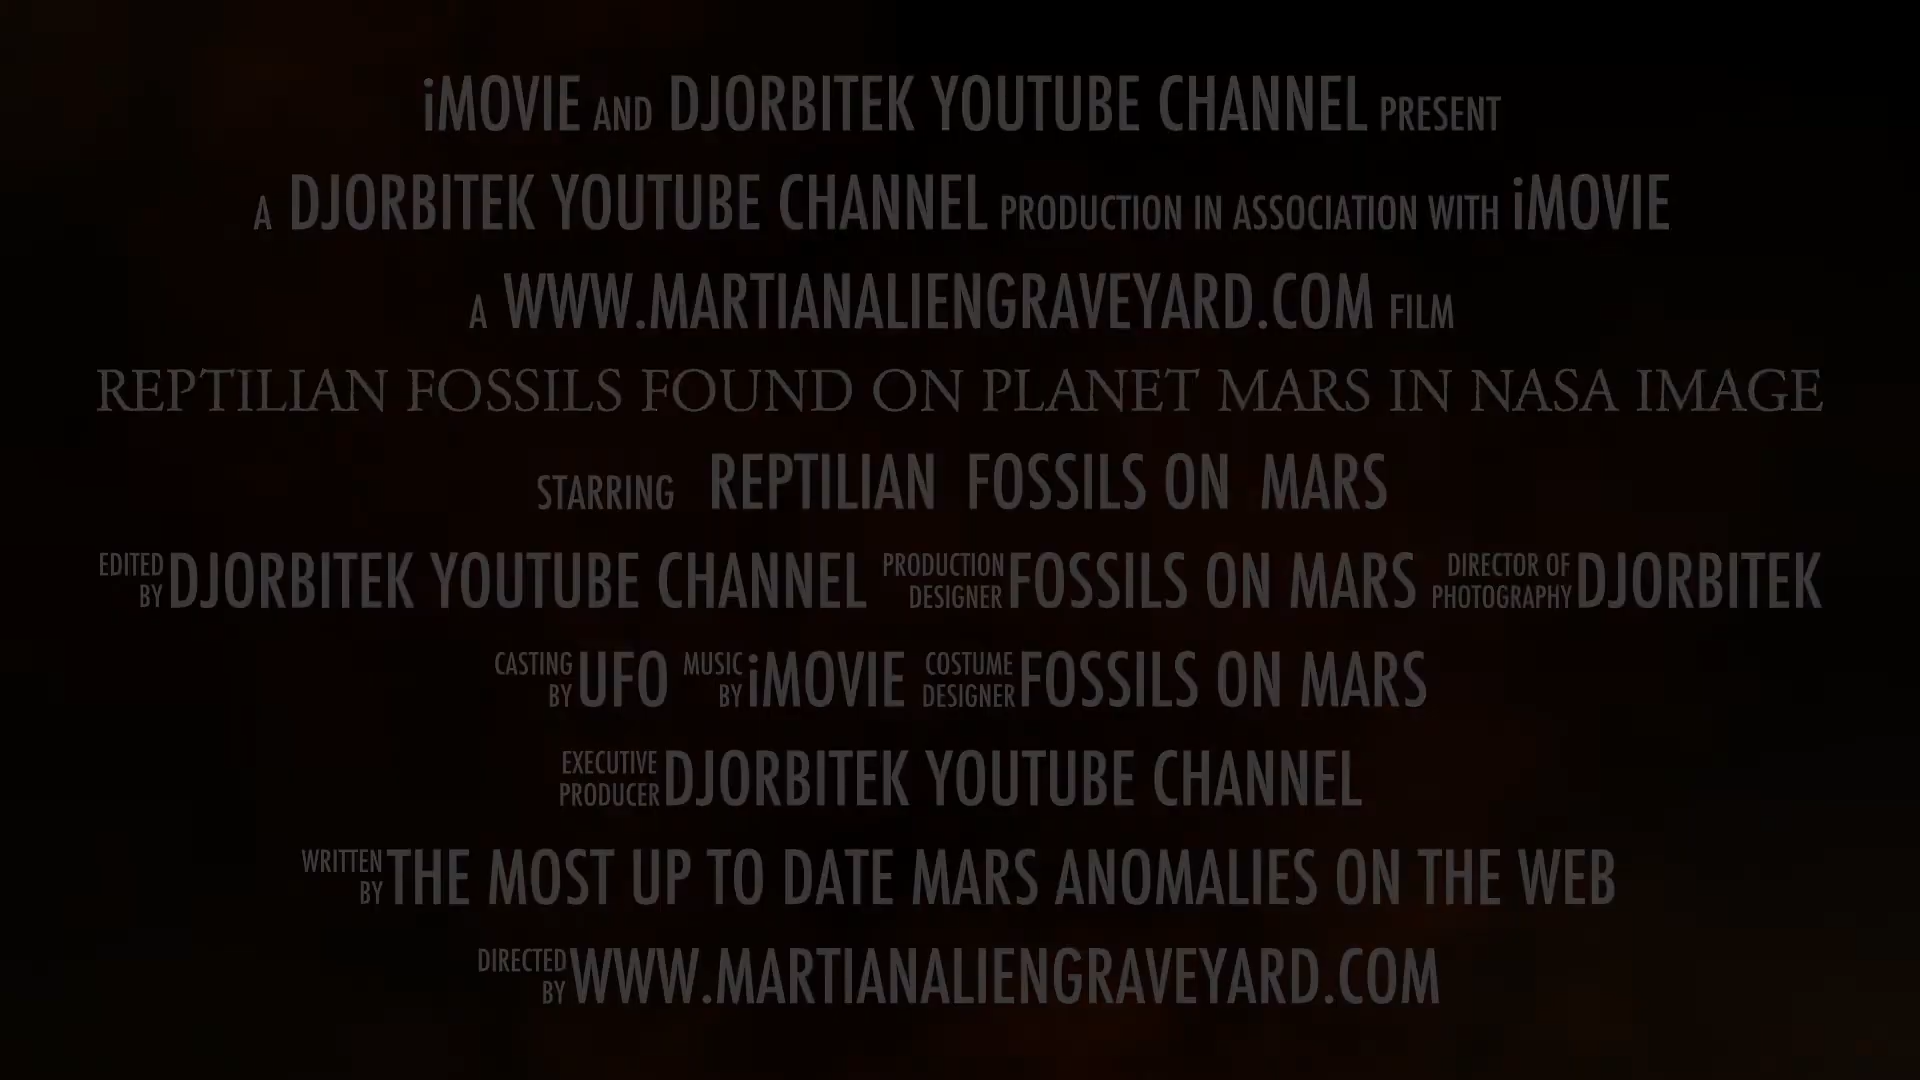 iMOVIE AND DJORBITEK YOUTUBE CHANNEL PRESENT
A DJORBITEK YOUTUBE CHANNEL PRODUCTION IN ASSOCIATION WITH iMOVIE
A WWW.MARTIANALIENGRAVEYARD.COM FILM
REPTILIAN FOSSILS FOUND ON PLANET MARS IN NASA IMAGE
STARRING REPTILIAN FOSSILS ON MARS
EDITED BY DJORBITEK YOUTUBE CHANNEL PRODUCTION DESIGNER FOSSILS ON MARS DIRECTOR OF PHOTOGRAPHY DJORBITEK
CASTING BY UFO MUSIC BY iMOVIE COSTUME DESIGNER FOSSILS ON MARS
EXECUTIVE PRODUCER DJORBITEK YOUTUBE CHANNEL
WRITTEN BY THE MOST UP TO DATE MARS ANOMALIES ON THE WEB
DIRECTED BY WWW.MARTIANALIENGRAVEYARD.COM